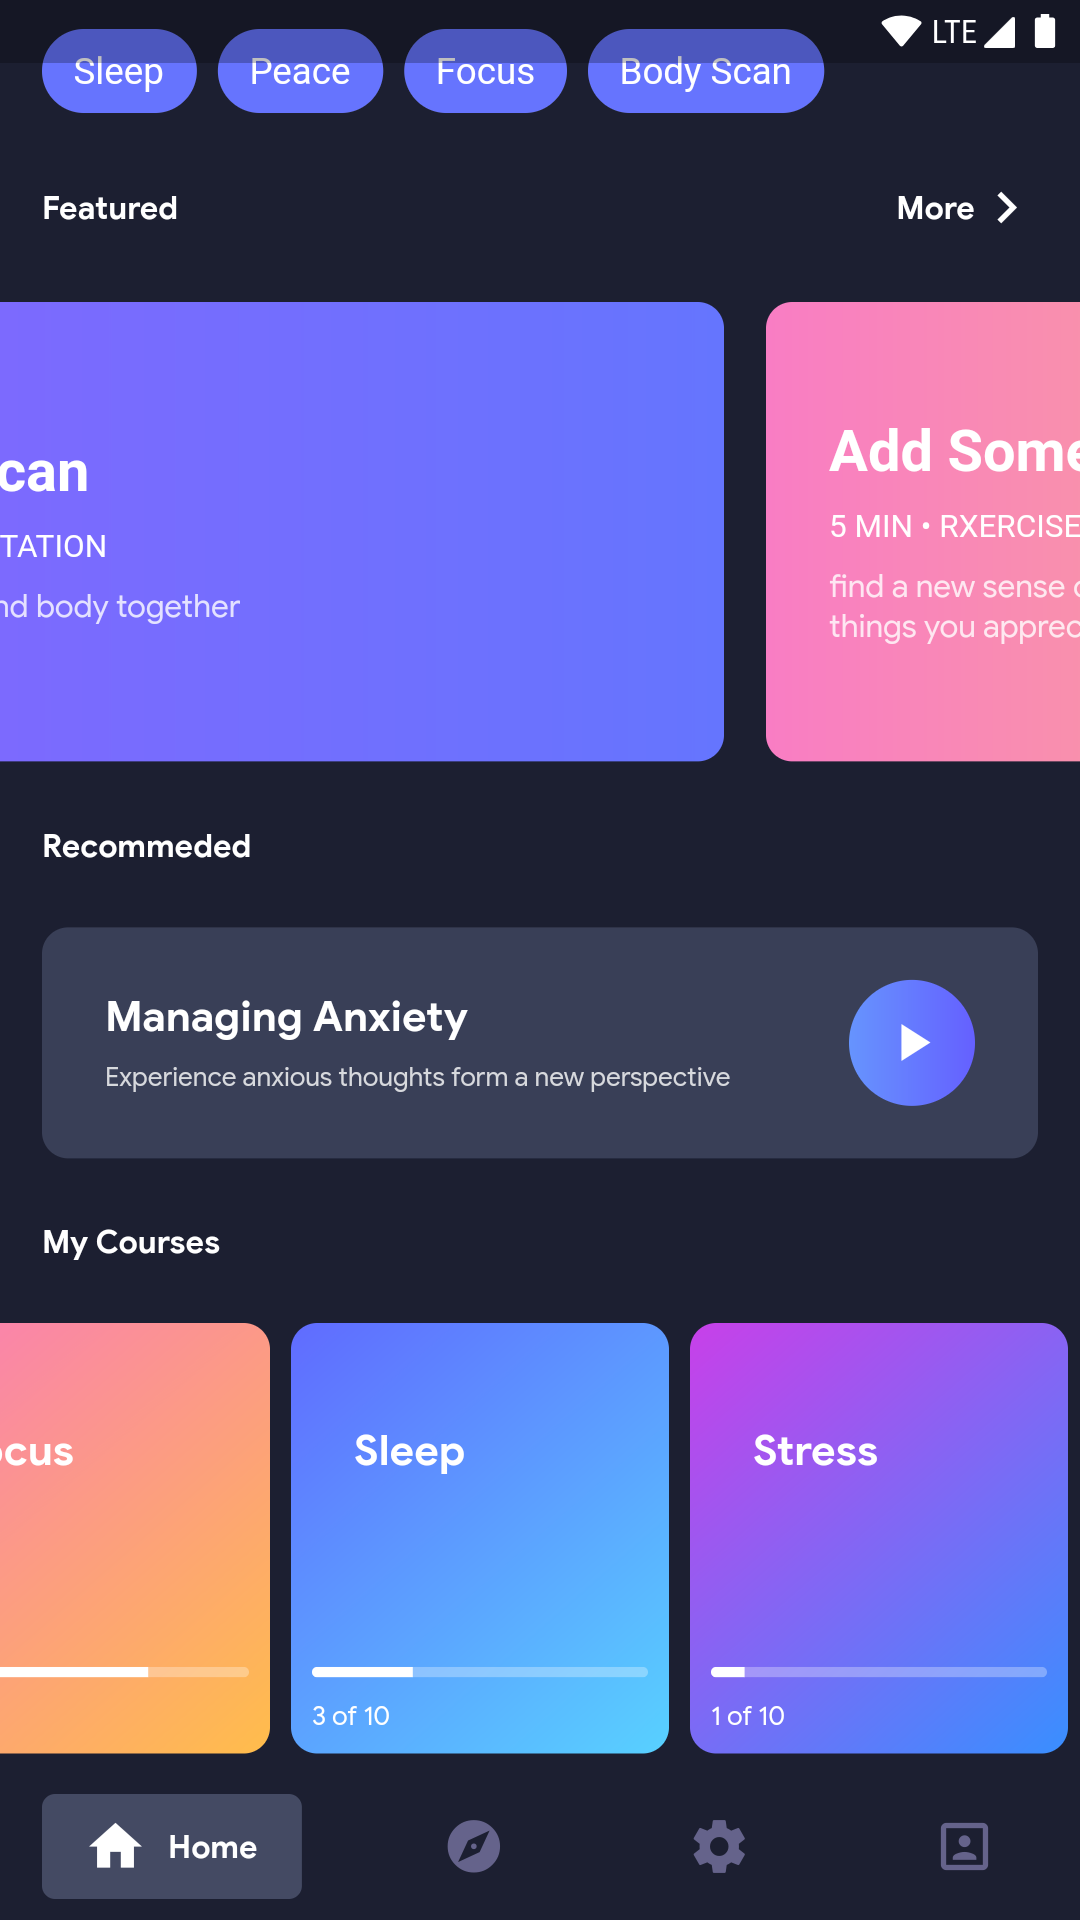 LTE
Sleep
Peace
Focus
Body Scan
Featured
More
can
TATION
nd body together
Add Some
5 MIN • RXERCISE
find a new sense
things you apprec
Recommeded
Managing Anxiety
Experience anxious thoughts form a new perspective
My Courses
ocus
Sleep
3 of 10
Stress
1 of 10
Home